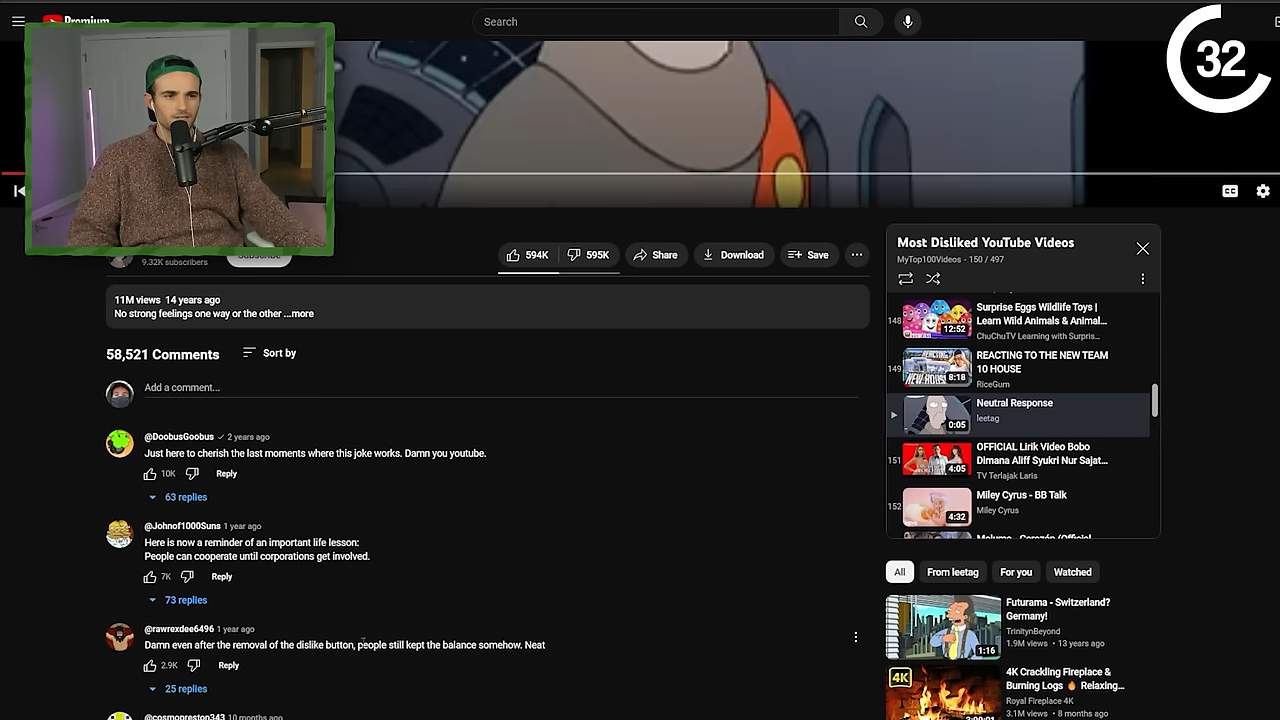 Premium
Search
32
9.32K subscribers
Subscribe
594K
595K
Share
Download
Save
11M views 14 years ago
No strong feelings one way or the other ...more
58,521 Comments
Sort by
Add a comment...
@DoobusGoobus 2 years ago
Just here to cherish the last moments where this joke works. Damn you youtube.
10K
Reply
63 replies
@Johnof1000Suns 1 year ago
Here is now a reminder of an important life lesson:
People can cooperate until corporations get involved.
7K
Reply
73 replies
@rawrexdee6496 1 year ago
Damn even after the removal of the dislike button, people still kept the balance somehow. Neat
2.9K
Reply
25 replies
@cosmopreston343 10 months ago
CC
Most Disliked YouTube Videos
MyTop100Videos - 150 / 497
148
12:52
Surprise Eggs Wildlife Toys |
Learn Wild Animals & Animal...
ChuChuTV Learning with Surpris...
149
8:18
REACTING TO THE NEW TEAM
10 HOUSE
RiceGum
0:05
Neutral Response
leetag
151
4:05
OFFICIAL Lirik Video Bobo
Dimana Aliff Syukri Nur Sajat...
TV Terlajak Laris
152
4:32
Miley Cyrus - BB Talk
Miley Cyrus
All
From leetag
For you
Watched
1:16
Futurama - Switzerland?
Germany!
TrinitynBeyond
1.9M views • 13 years ago
4K
4K Crackling Fireplace &
Burning Logs 🔥 Relaxing...
Royal Fireplace 4K
3.1M views • 8 months ago